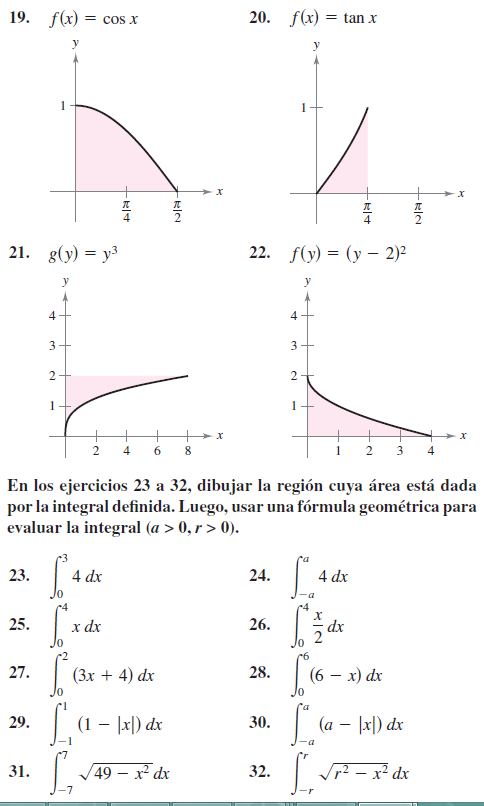 19. f(x) = cos x
20. f(x) = tan x
y
1
x
π/4
π/2
y
1
x
π/4
π/2
21. g(y) = y³
22. f(y) = (y − 2)²
y
4
3
2
1
x
2 4 6 8
y
4
3
2
1
x
1 2 3 4
En los ejercicios 23 a 32, dibujar la región cuya área está dada
por la integral definida. Luego, usar una fórmula geométrica para
evaluar la integral (a > 0, r > 0).
23. ∫₀³ 4 dx
24. ∫₋ₐᵃ 4 dx
25. ∫₀⁴ x dx
26. ∫₀⁴ x/2 dx
27. ∫₀² (3x + 4) dx
28. ∫₀⁶ (6 − x) dx
29. ∫₋₁¹ (1 − |x|) dx
30. ∫₋ₐᵃ (a − |x|) dx
31. ∫₋₇⁷ √(49 − x²) dx
32. ∫₋ᵣʳ √(r² − x²) dx